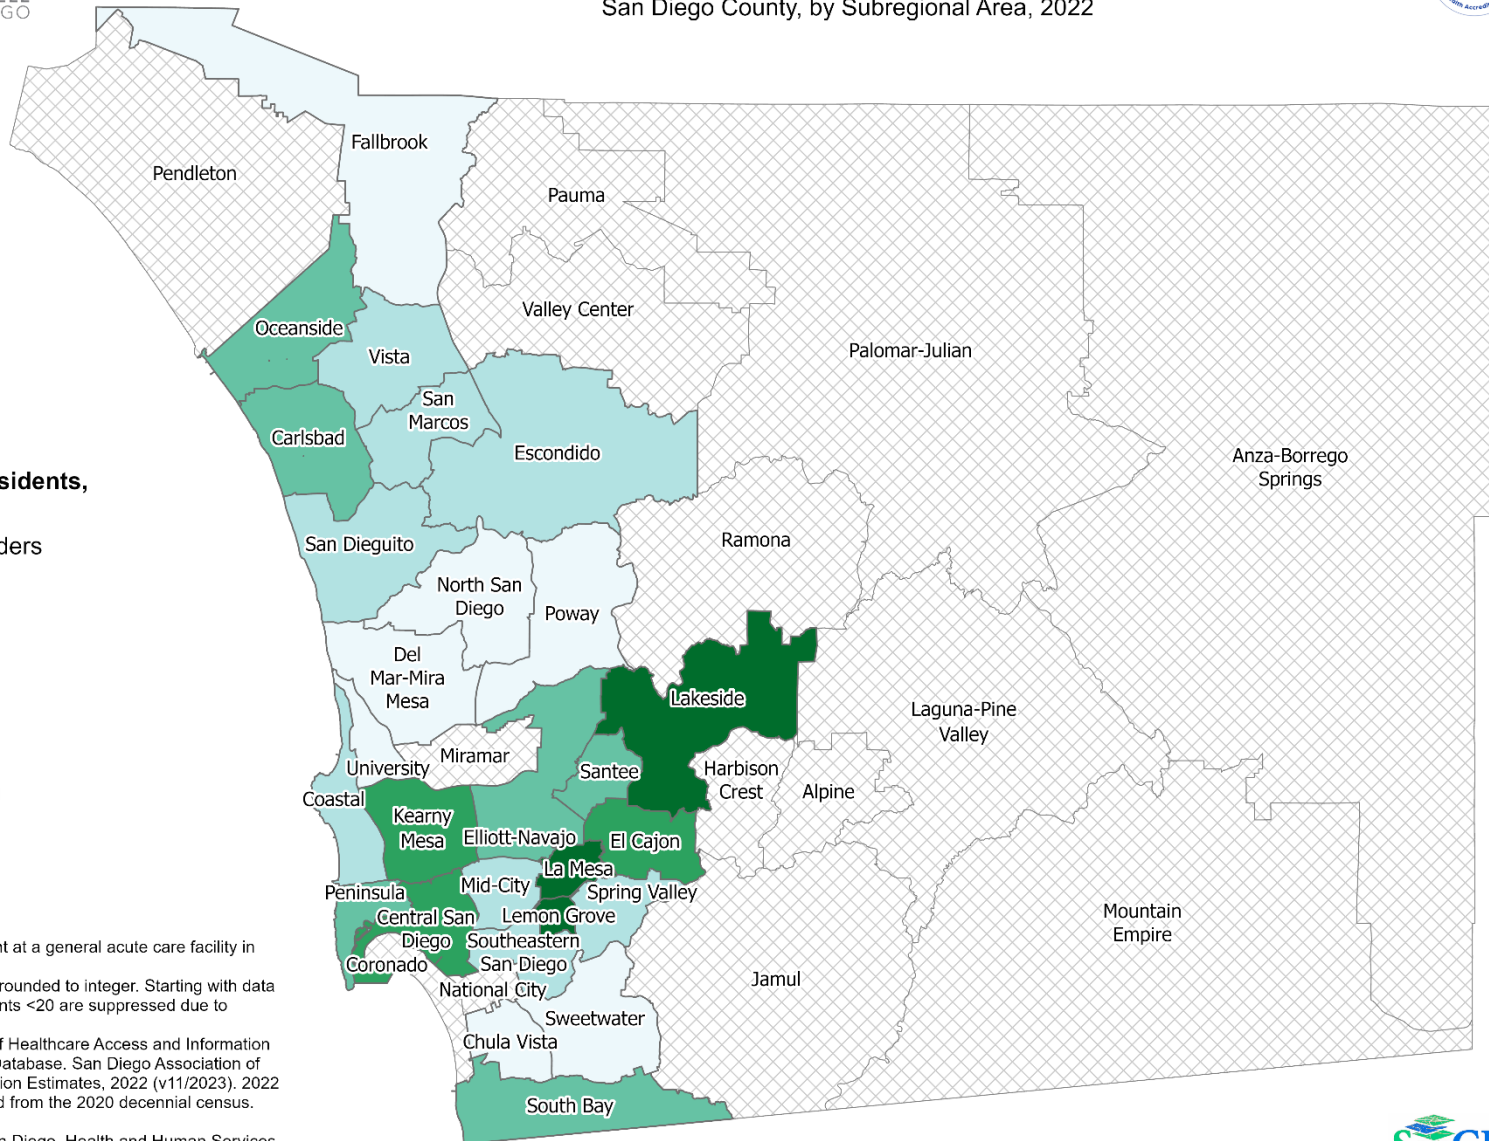 GO
San Diego County, by Subregional Area, 2022
Fallbrook
Pendleton
Pauma
Valley Center
Oceanside
Vista
Palomar-Julian
San
Marcos
Carlsbad
Escondido
Anza-Borrego
Springs
sidents,
ders
San Dieguito
Ramona
North San
Diego
Poway
Del
Mar-Mira
Mesa
Lakeside
Laguna-Pine
Valley
Miramar
University
Santee
Harbison
Crest
Alpine
Coastal
Kearny
Mesa
Elliott-Navajo
El Cajon
La Mesa
Mid-City
Spring Valley
Peninsula
Central San
Diego
Lemon Grove
Southeastern
San Diego
Mountain
Empire
Coronado
National City
Jamul
Sweetwater
Chula Vista
South Bay
nt at a general acute care facility in
rounded to integer. Starting with data
nts <20 are suppressed due to
f Healthcare Access and Information
Database. San Diego Association of
ion Estimates, 2022 (v11/2023). 2022
d from the 2020 decennial census.
n Diego, Health and Human Services